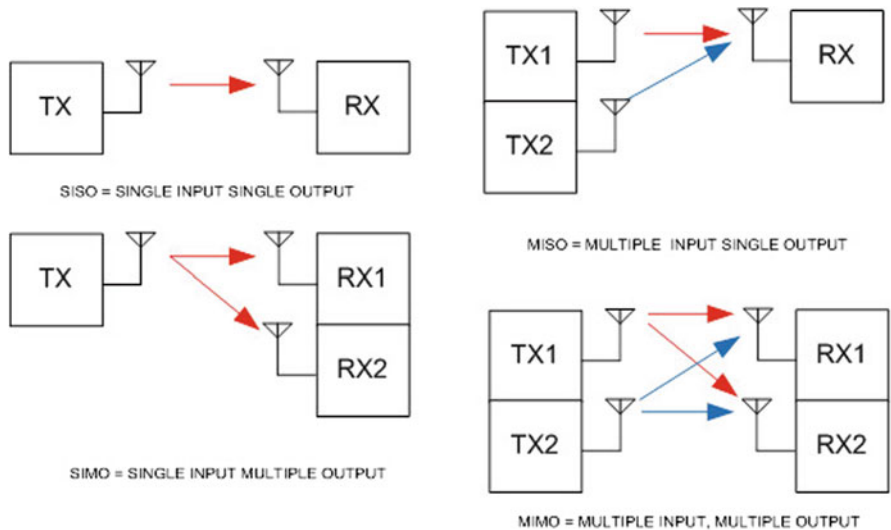 TX
RX
SISO = SINGLE INPUT SINGLE OUTPUT
TX1
RX
TX2
MISO = MULTIPLE INPUT SINGLE OUTPUT
TX
RX1
RX2
SIMO = SINGLE INPUT MULTIPLE OUTPUT
TX1
RX1
TX2
RX2
MIMO = MULTIPLE INPUT, MULTIPLE OUTPUT